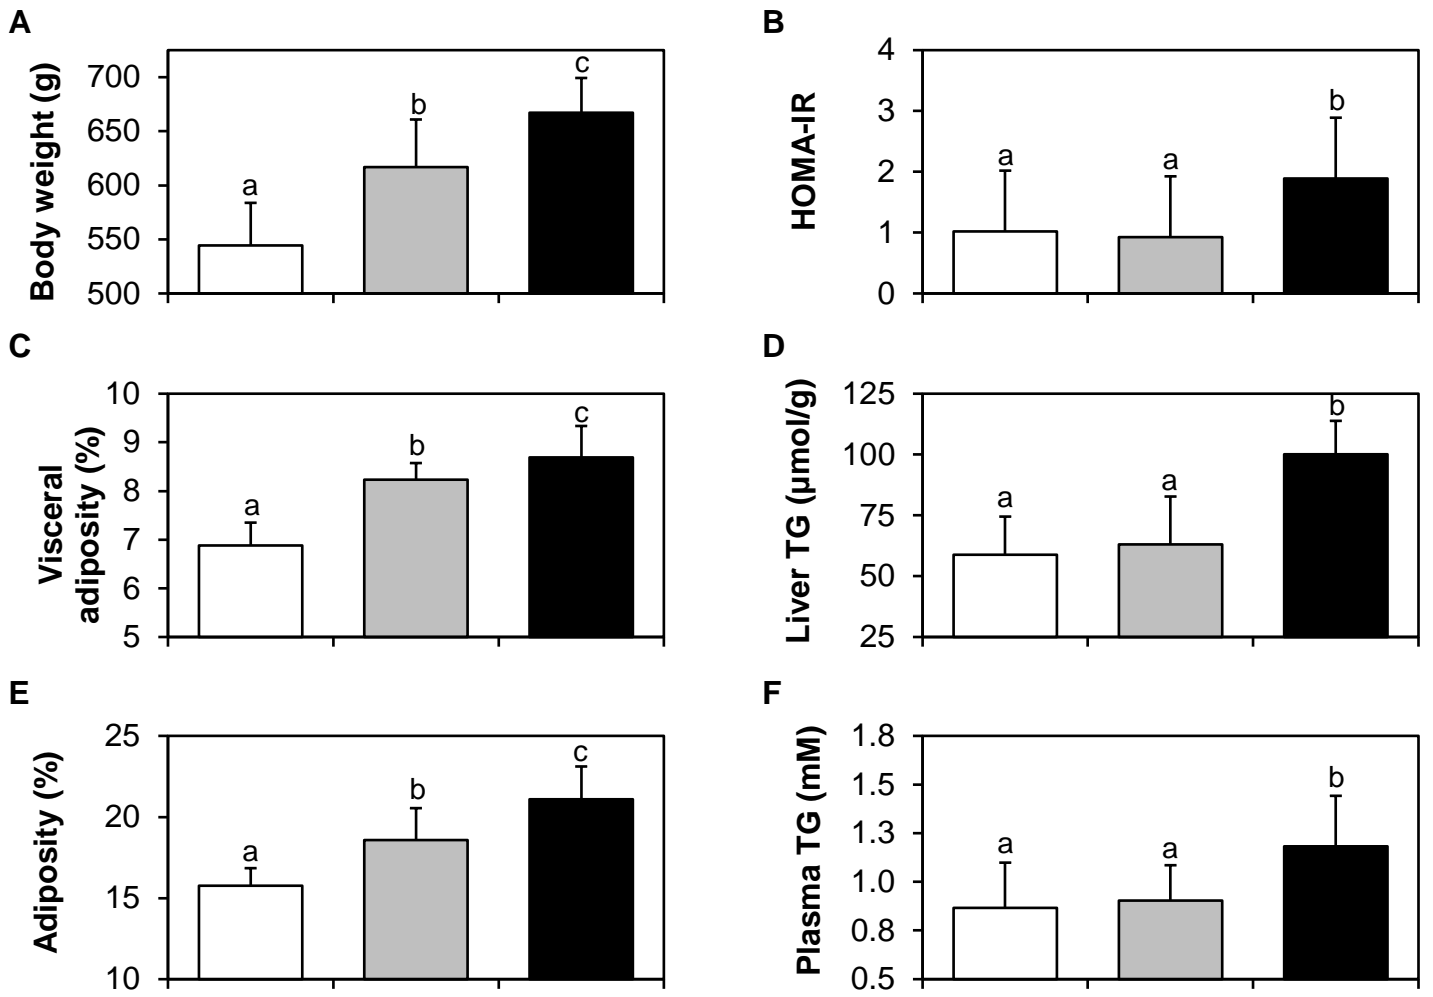 A
Body weight (g)
700
650
600
550
500
a
b
c
B
HOMA-IR
4
3
2
1
0
a
a
b
C
Visceral
adiposity (%)
10
9
8
7
6
5
a
b
c
D
Liver TG (µmol/g)
125
100
75
50
25
a
a
b
E
Adiposity (%)
25
20
15
10
a
b
c
F
Plasma TG (mM)
1.8
1.5
1.3
1.0
0.8
0.5
a
a
b